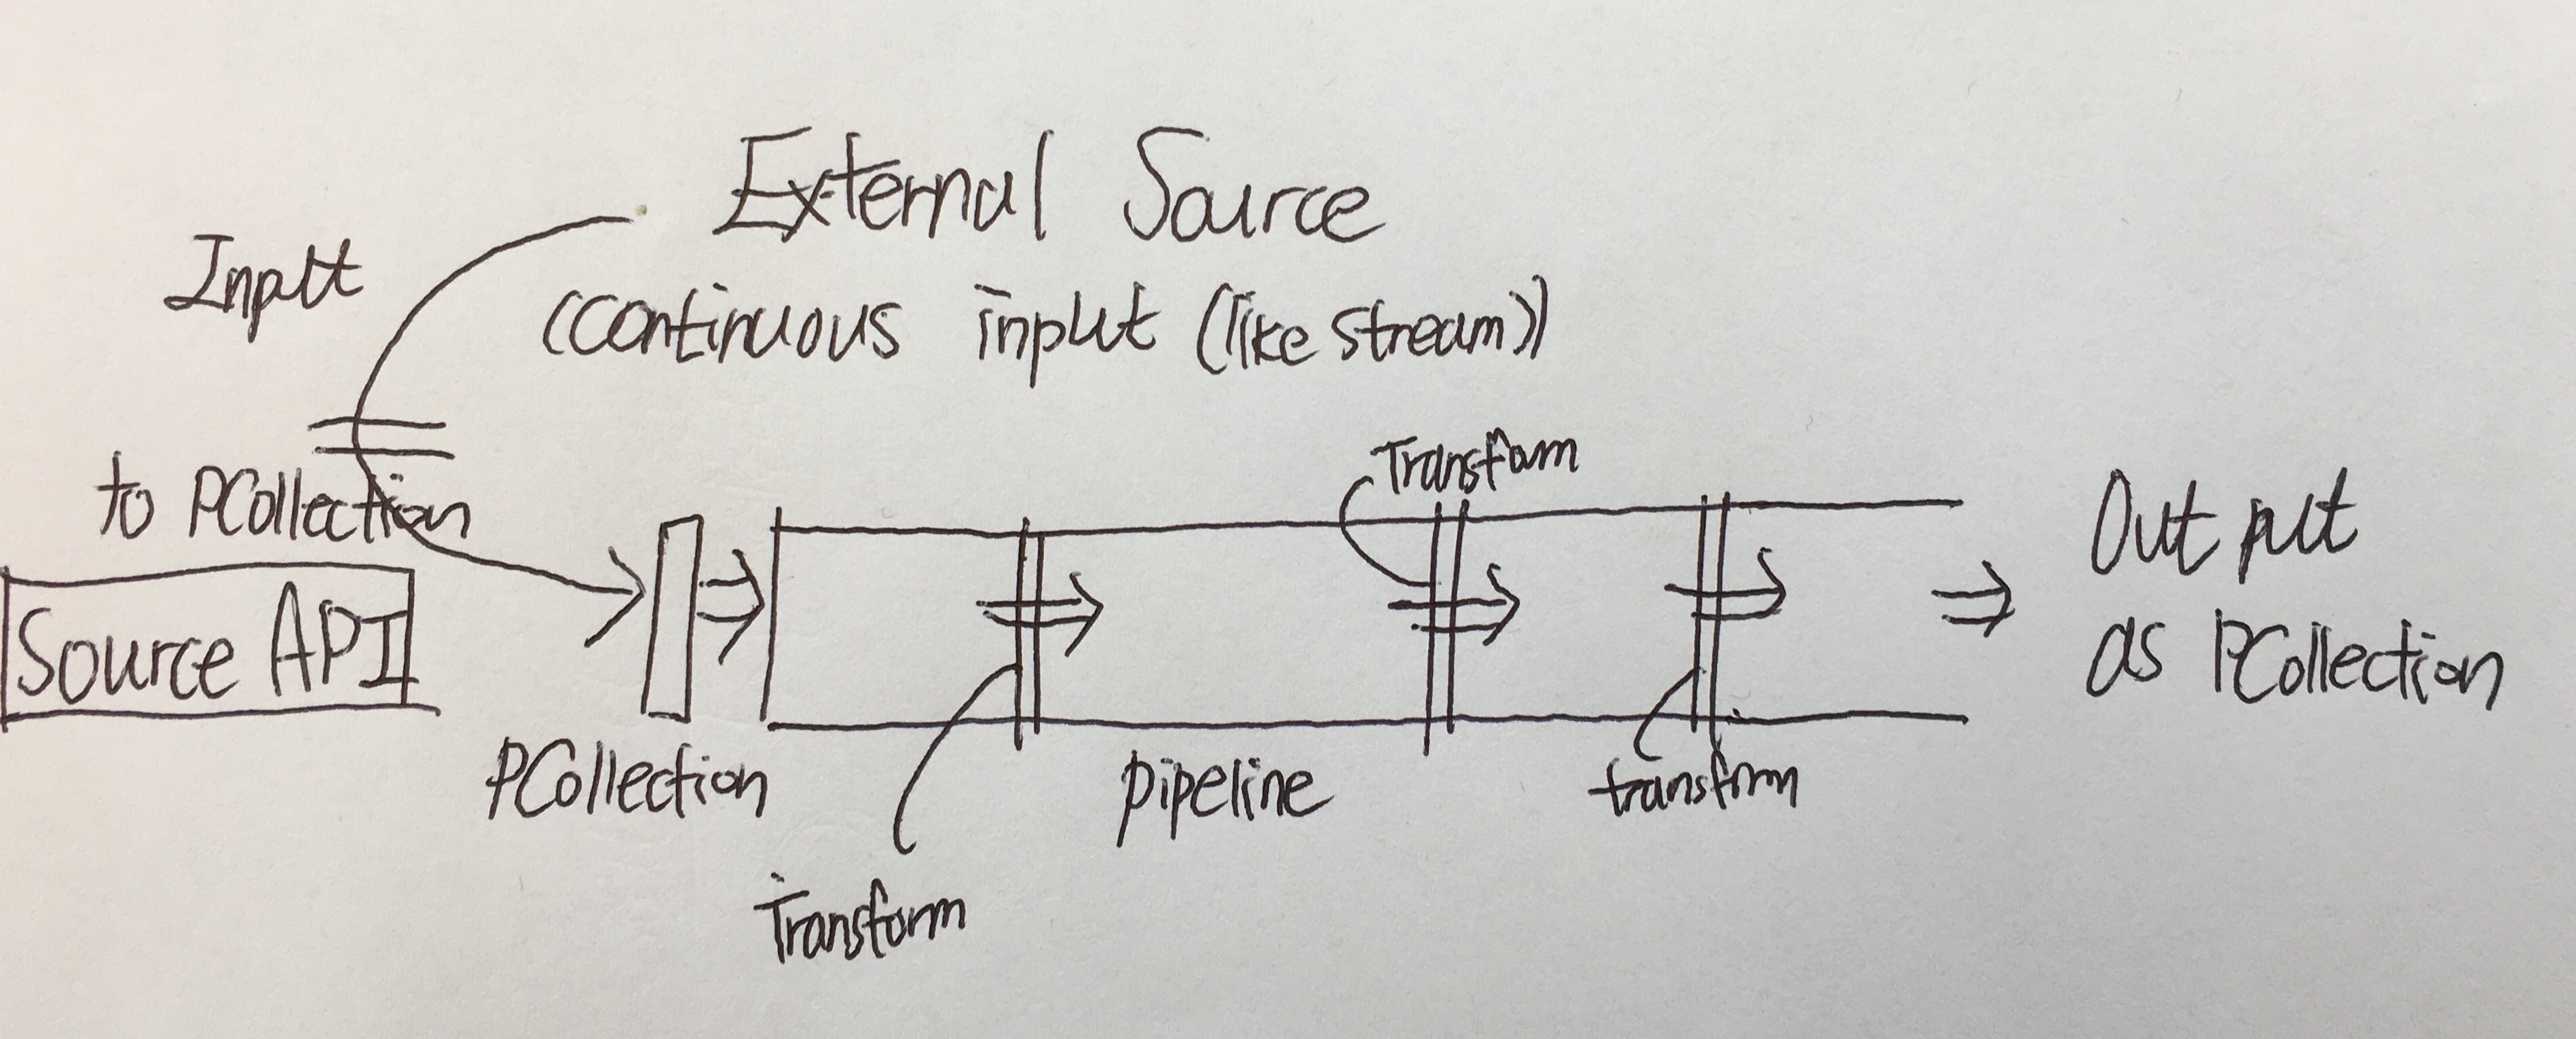 External Source
(continuous input (like stream))
Input
to PCollection
Source API
Transform
PCollection
Pipeline
transform
Transform
Output
as PCollection